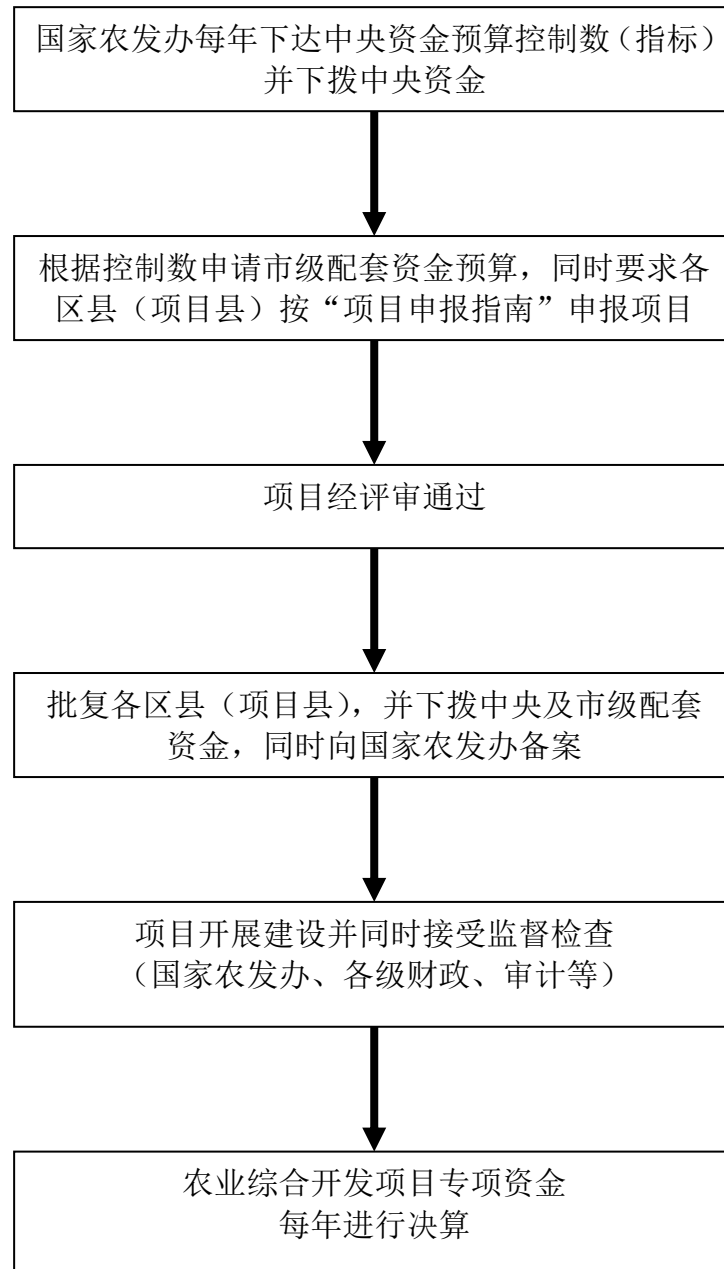 国家农发办每年下达中央资金预算控制数（指标）
并下拨中央资金
根据控制数申请市级配套资金预算，同时要求各
区县（项目县）按“项目申报指南”申报项目
项目经评审通过
批复各区县（项目县），并下拨中央及市级配套
资金，同时向国家农发办备案
项目开展建设并同时接受监督检查
（国家农发办、各级财政、审计等）
农业综合开发项目专项资金
每年进行决算